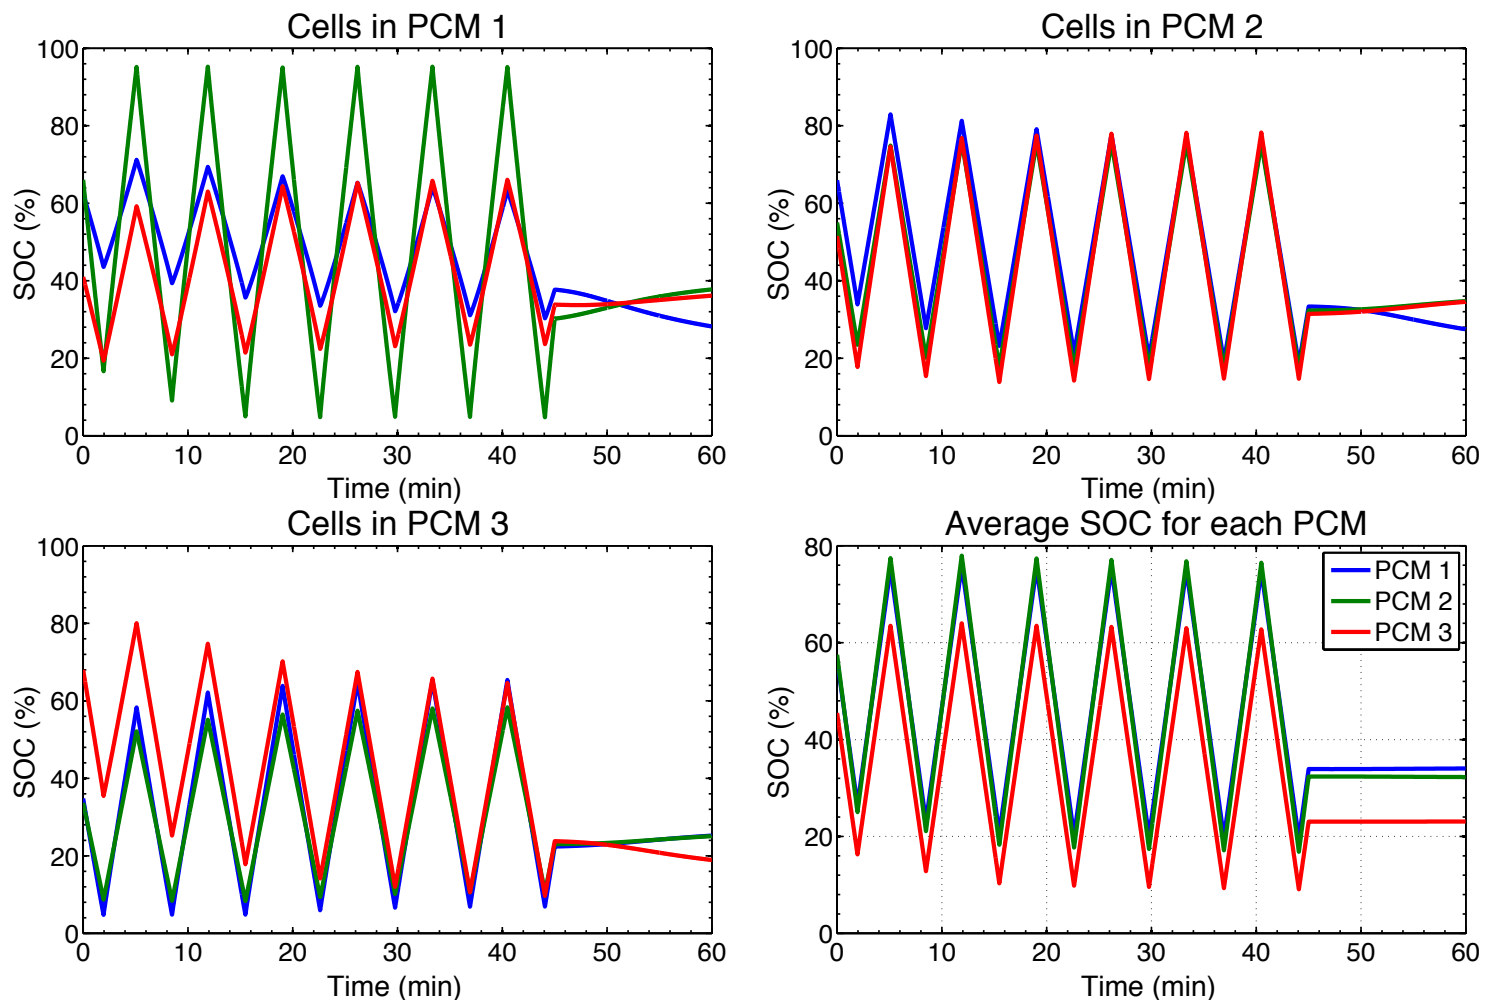 Cells in PCM 1
100
80
60
40
20
0
SOC (%)
0 10 20 30 40 50 60
Time (min)
Cells in PCM 2
100
80
60
40
20
0
SOC (%)
0 10 20 30 40 50 60
Time (min)
Cells in PCM 3
100
80
60
40
20
0
SOC (%)
0 10 20 30 40 50 60
Time (min)
Average SOC for each PCM
80
60
40
20
0
SOC (%)
PCM 1
PCM 2
PCM 3
0 10 20 30 40 50 60
Time (min)